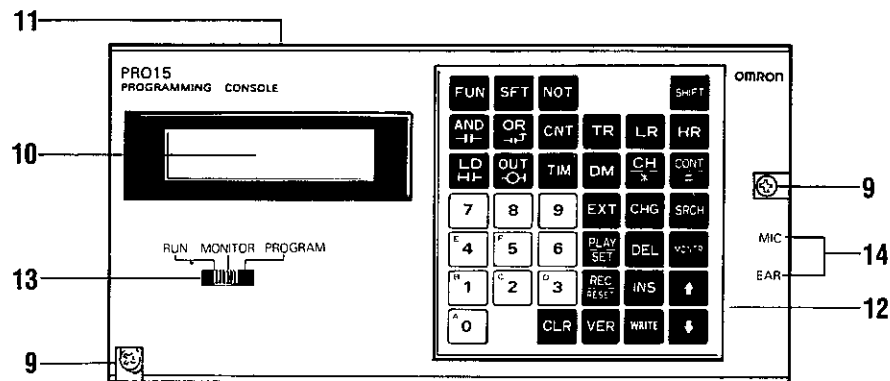 11
PRO15
PROGRAMMING CONSOLE
OMRON
FUN SFT NOT SHIFT
AND OR CNT TR LR HR
LD OUT TIM DM CH * CONT #
10
7 8 9 EXT CHG SRCH
9
RUN MONITOR PROGRAM
E 4 F 5 6 PLAY SET DEL MONTR
MIC
14
EAR
13
B 1 C 2 D 3 REC RESET INS ↑
12
A 0 CLR VER WRITE ↓
9